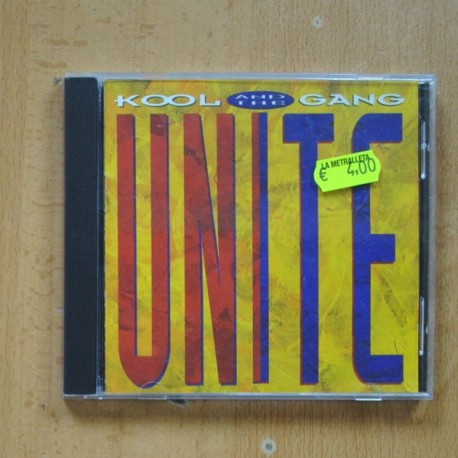 KOOL AND THE GANG
UNITE
LA METRALLETA
€ 4,00